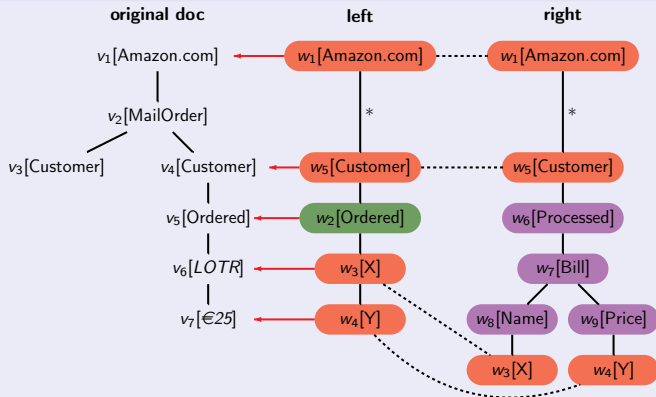 original doc left right
v1[Amazon.com] w1[Amazon.com] w1[Amazon.com]
* *
v2[MailOrder]
v3[Customer] v4[Customer] w5[Customer] w5[Customer]
v5[Ordered] w2[Ordered] w6[Processed]
v6[LOTR] w3[X] w7[Bill]
v7[€25] w4[Y] w8[Name] w9[Price]
w3[X] w4[Y]